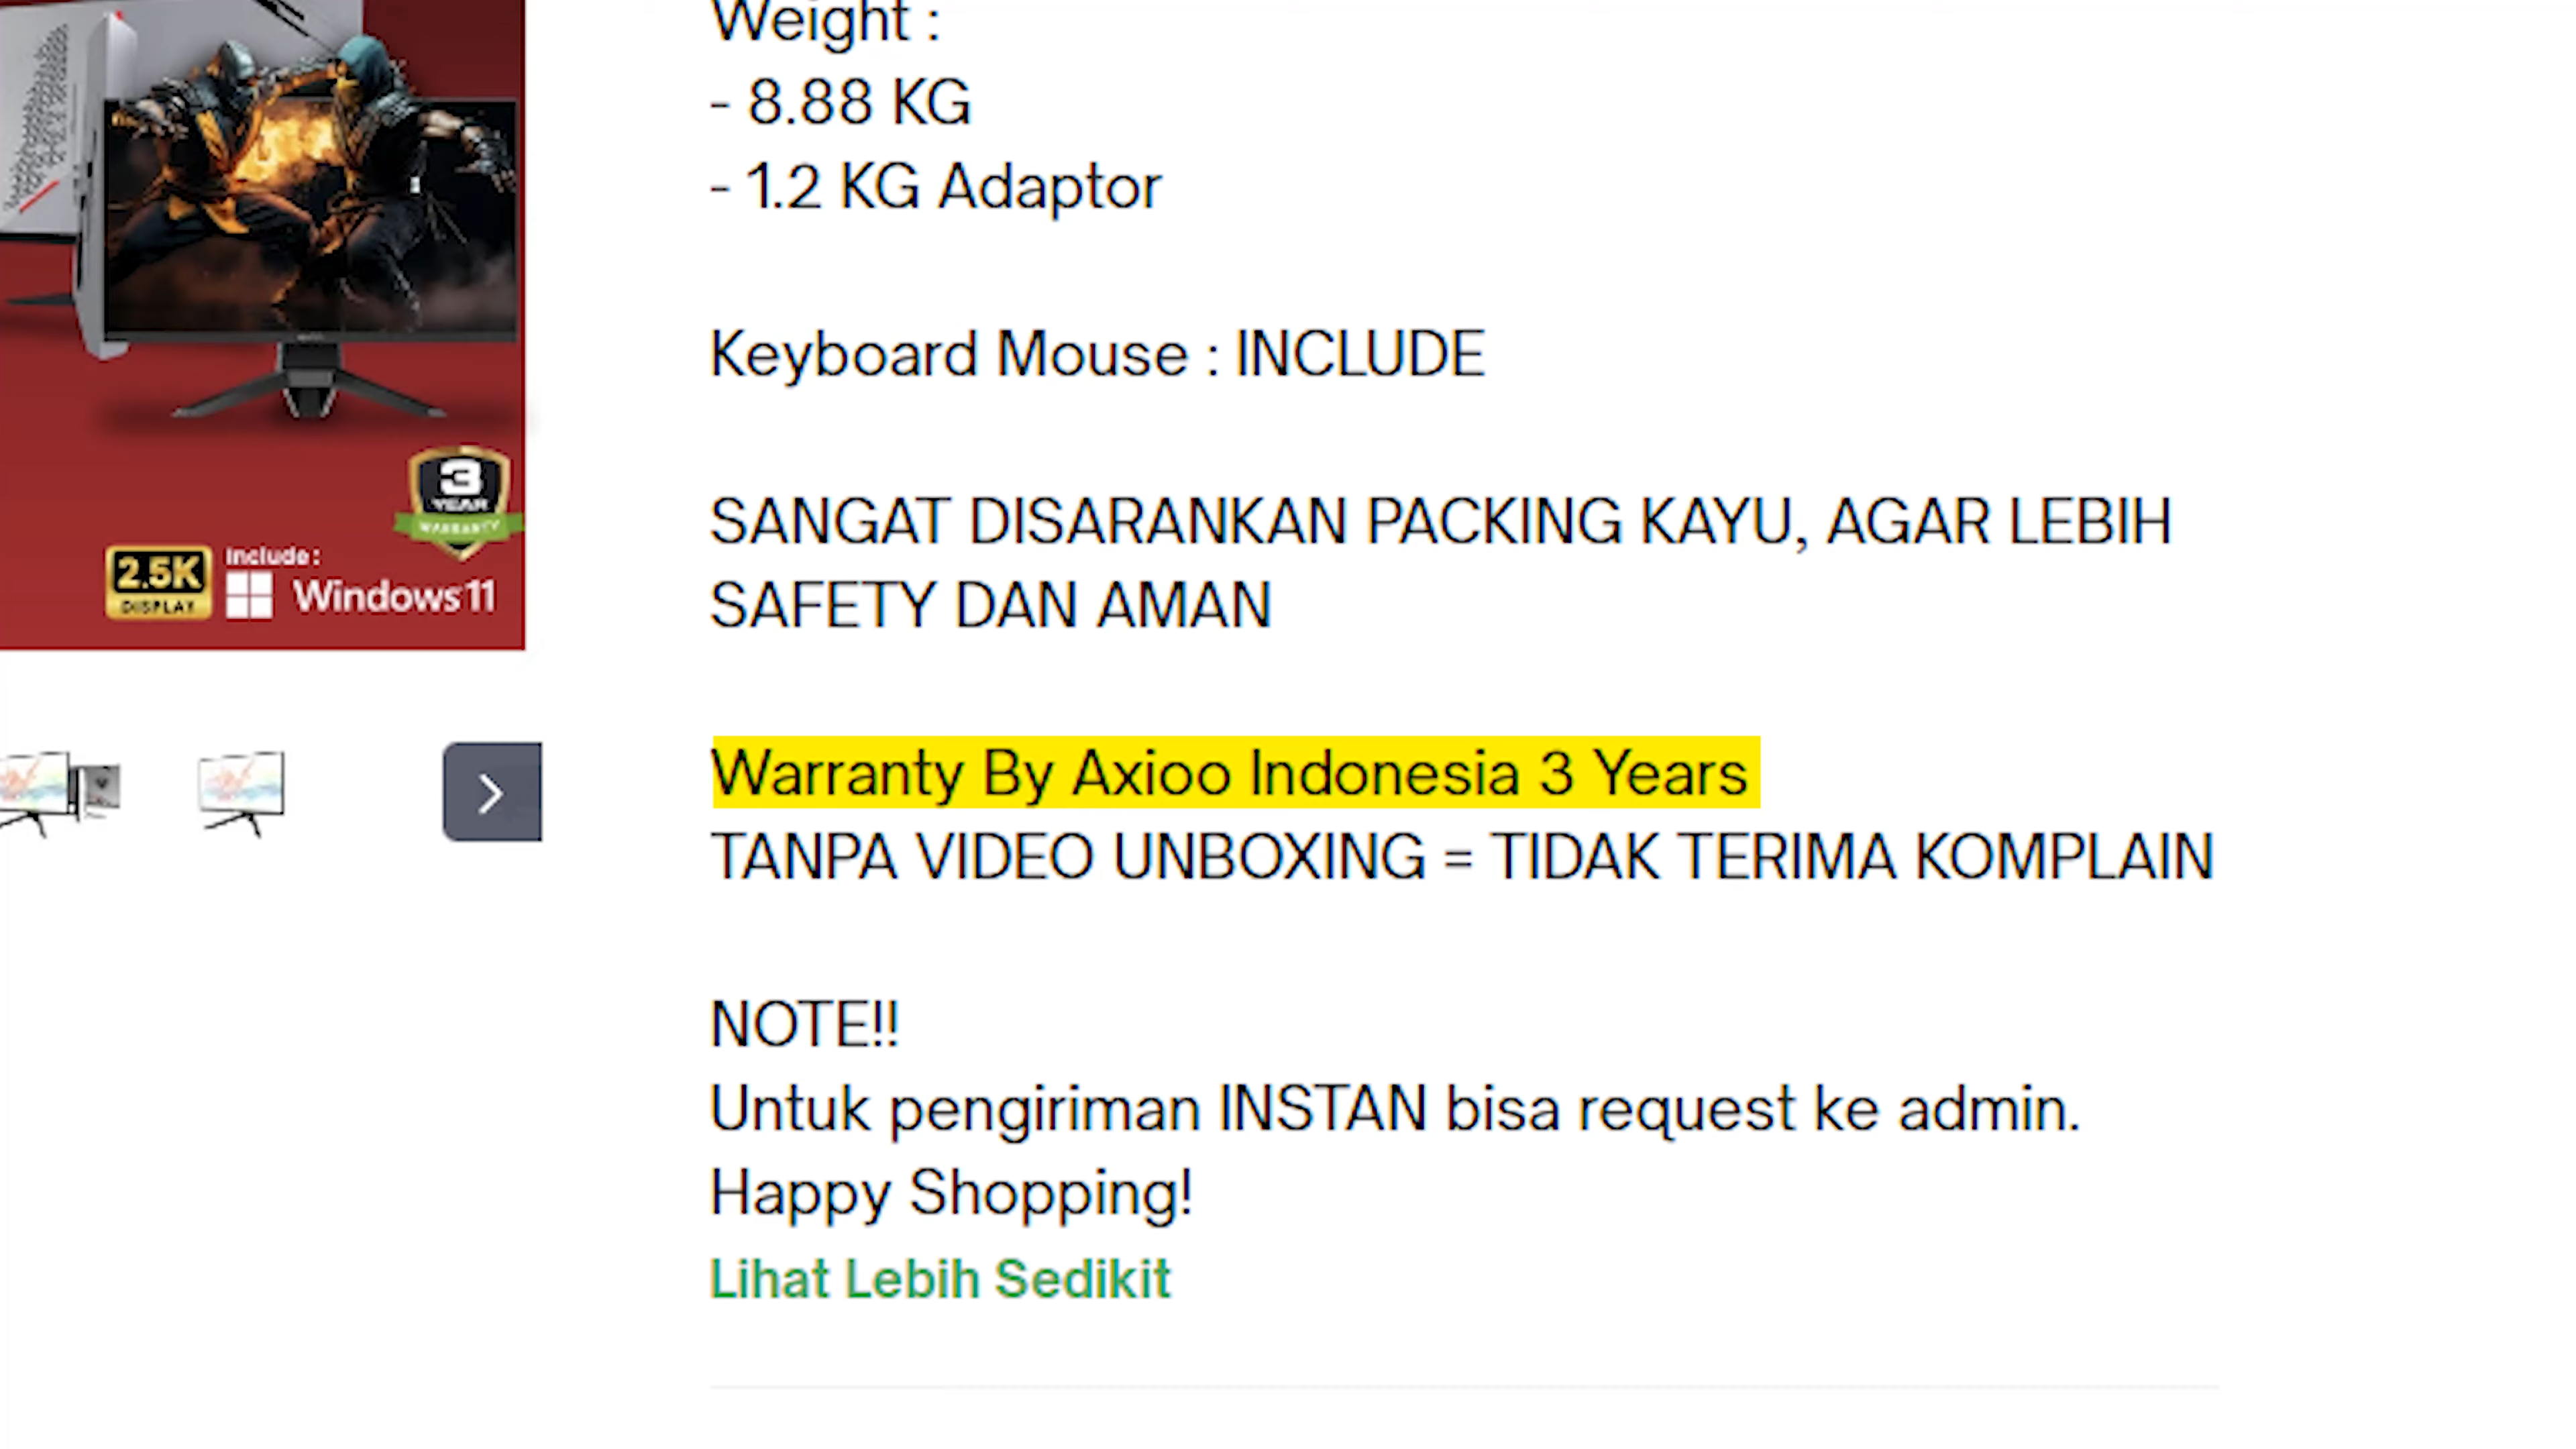 Weight :
- 8.88 KG
- 1.2 KG Adaptor
Keyboard Mouse : INCLUDE
SANGAT DISARANKAN PACKING KAYU, AGAR LEBIH
SAFETY DAN AMAN
Warranty By Axioo Indonesia 3 Years
TANPA VIDEO UNBOXING = TIDAK TERIMA KOMPLAIN
NOTE!!
Untuk pengiriman INSTAN bisa request ke admin.
Happy Shopping!
Lihat Lebih Sedikit
3
YEAR
WARRANTY
2.5K
DISPLAY
Include :
Windows 11